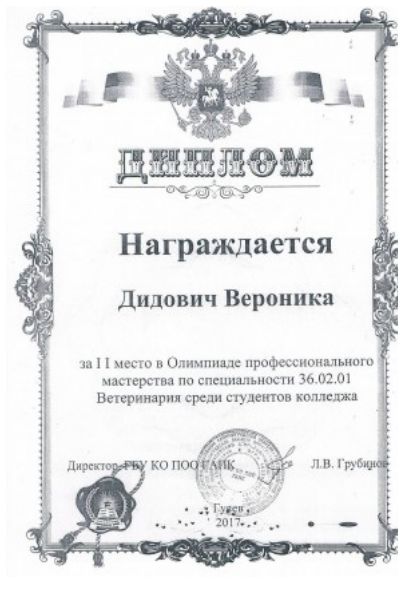 ДИПЛОМ
Награждается
Дидович Вероника
за I I место в Олимпиаде профессионального
мастерства по специальности 36.02.01
Ветеринария среди студентов колледжа
Директор ГБУ КО ПОО ГАПК Л.В. Грубинов
Гусев
2017